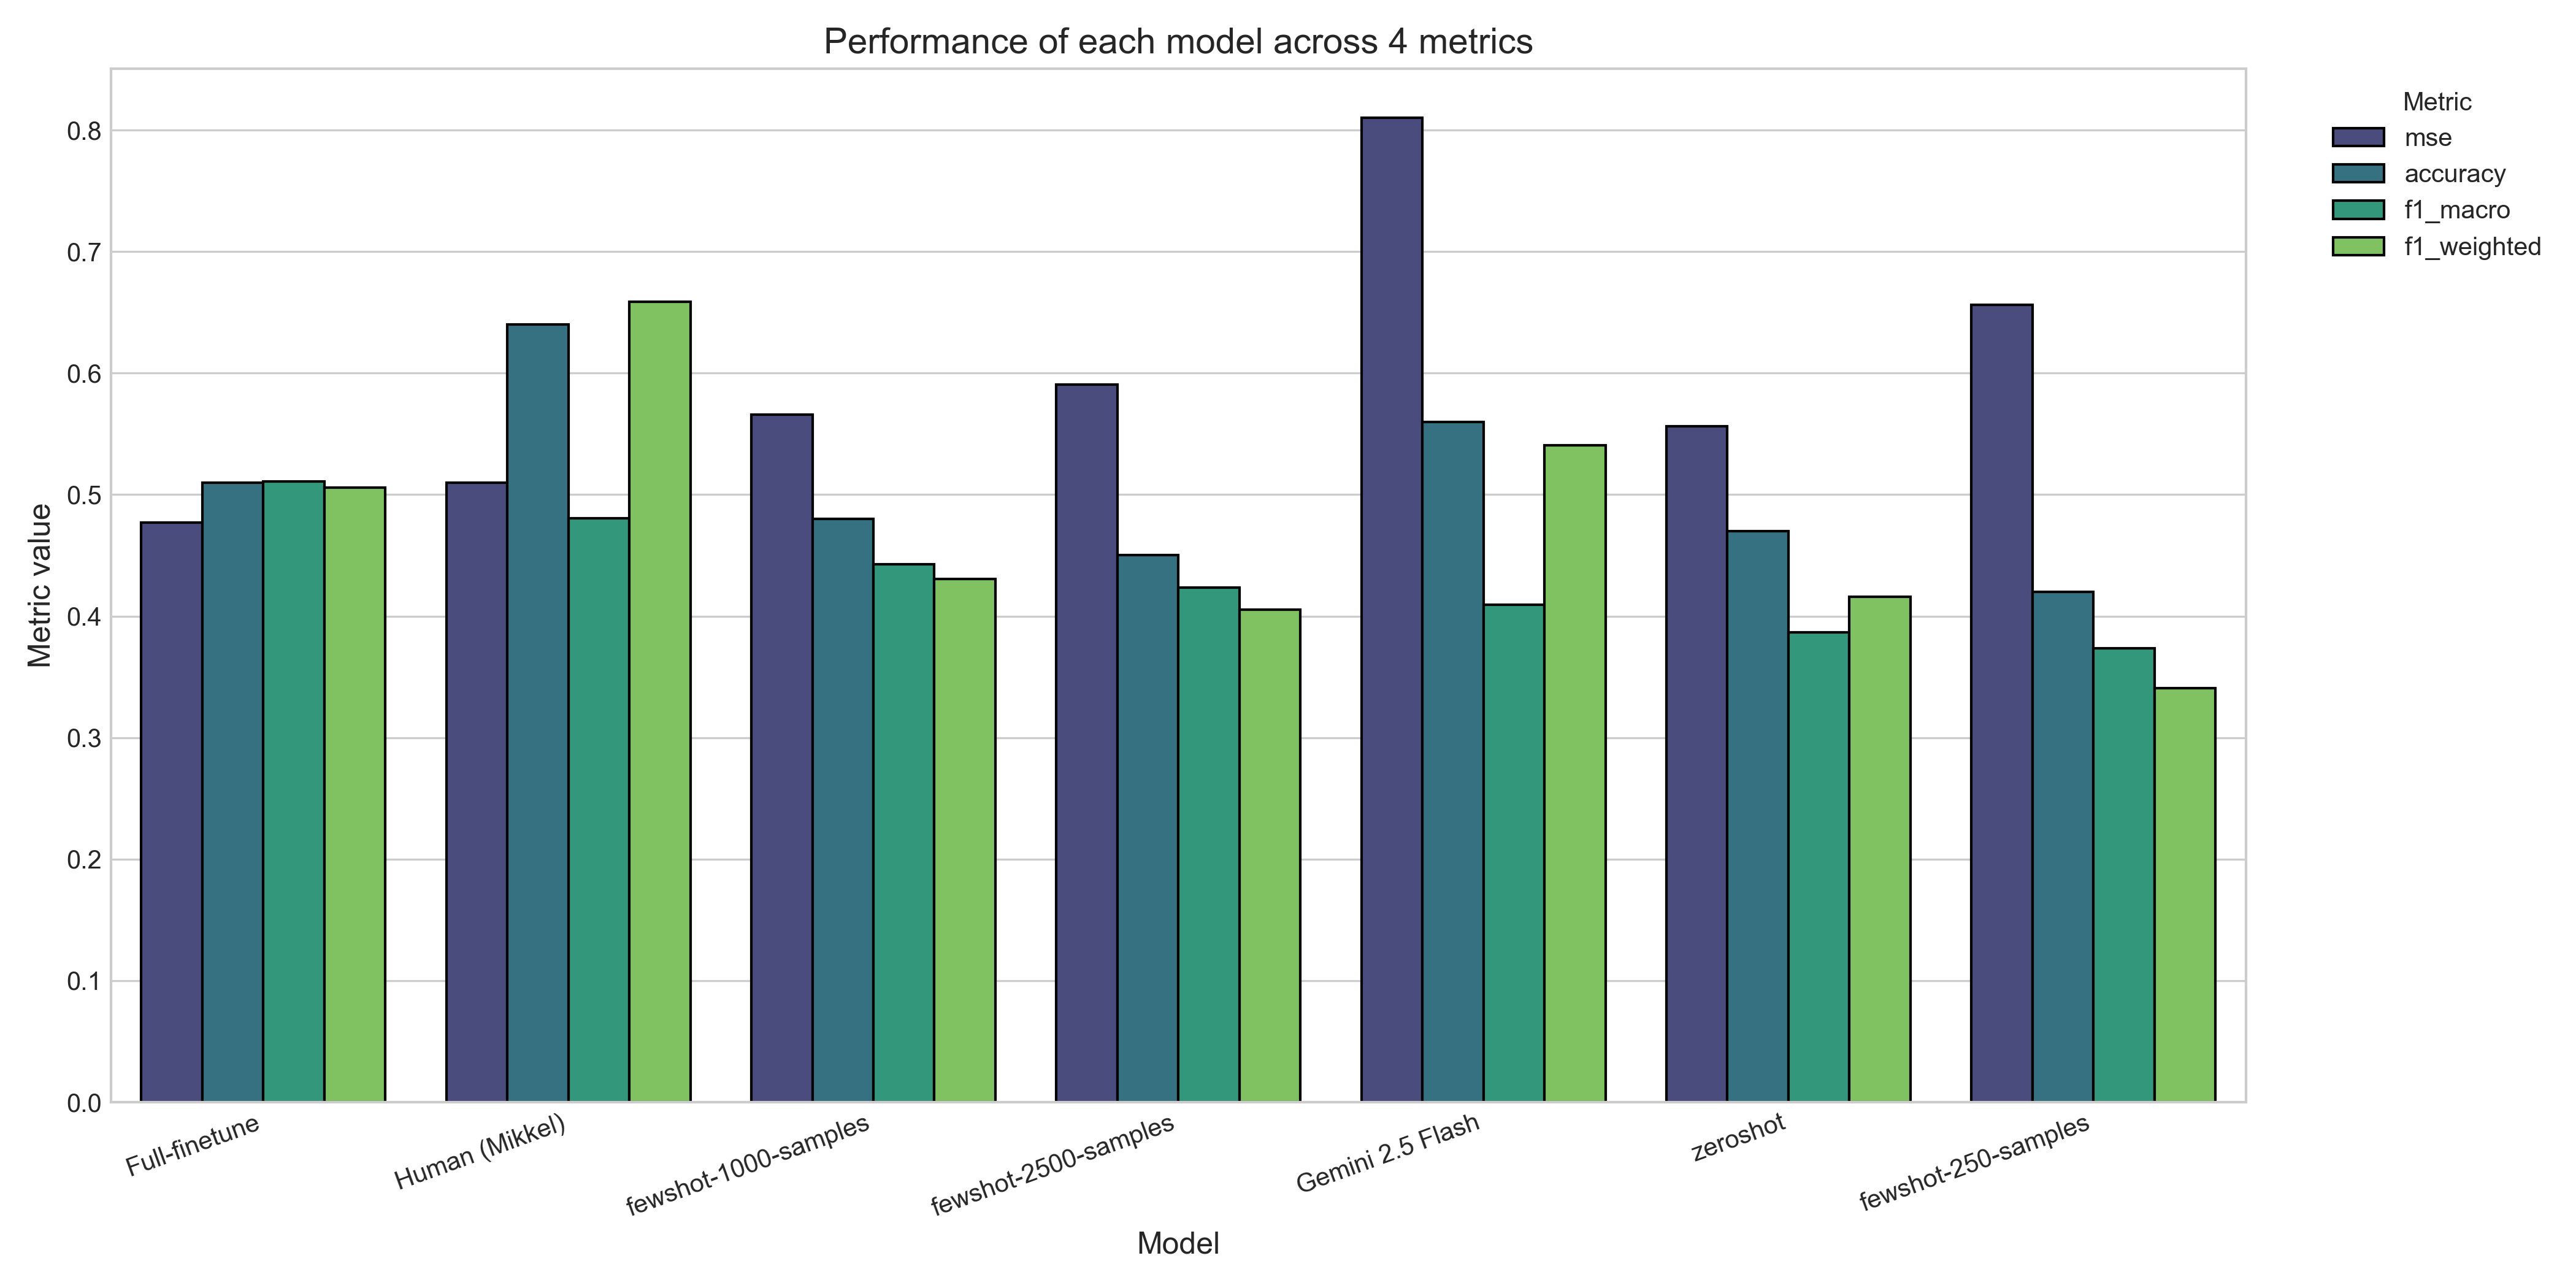 Performance of each model across 4 metrics
Metric
mse
accuracy
f1_macro
f1_weighted
Metric value
0.8
0.7
0.6
0.5
0.4
0.3
0.2
0.1
0.0
Full-finetune
Human (Mikkel)
fewshot-1000-samples
fewshot-2500-samples
Gemini 2.5 Flash
zeroshot
fewshot-250-samples
Model